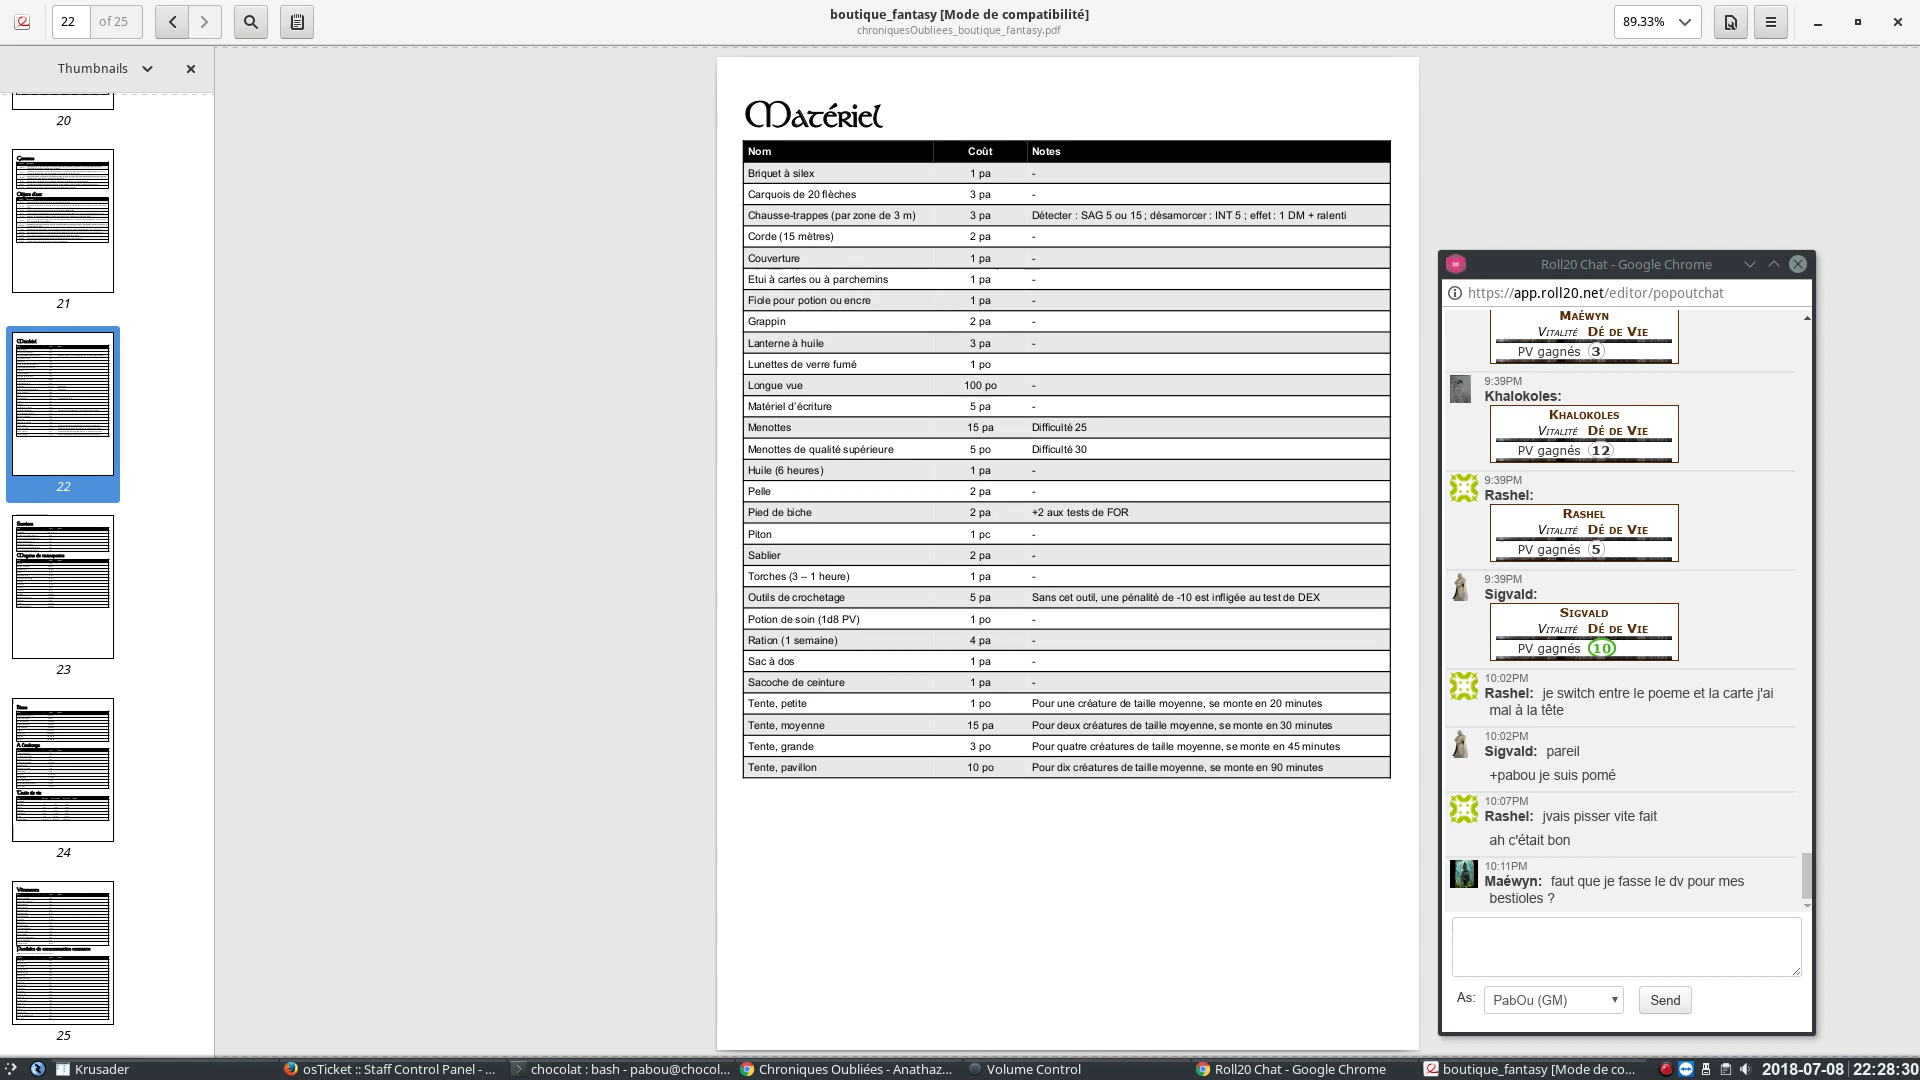 22 of 25
boutique_fantasy [Mode de compatibilité]
chroniquesOubliees_boutique_fantasy.pdf
89.33%
Thumbnails
20
21
22
23
24
25
Matériel
Nom Coût Notes
Briquet à silex 1 pa -
Carquois de 20 flèches 3 pa -
Chausse-trappes (par zone de 3 m) 3 pa Détecter : SAG 5 ou 15 ; désamorcer : INT 5 ; effet : 1 DM + ralenti
Corde (15 mètres) 2 pa -
Couverture 1 pa -
Etui à cartes ou à parchemins 1 pa -
Fiole pour potion ou encre 1 pa -
Grappin 2 pa -
Lanterne à huile 3 pa -
Lunettes de verre fumé 1 po
Longue vue 100 po -
Matériel d'écriture 5 pa -
Menottes 15 pa Difficulté 25
Menottes de qualité supérieure 5 po Difficulté 30
Huile (6 heures) 1 pa -
Pelle 2 pa -
Pied de biche 2 pa +2 aux tests de FOR
Piton 1 pc -
Sablier 2 pa -
Torches (3 – 1 heure) 1 pa -
Outils de crochetage 5 pa Sans cet outil, une pénalité de -10 est infligée au test de DEX
Potion de soin (1d8 PV) 1 po -
Ration (1 semaine) 4 pa -
Sac à dos 1 pa -
Sacoche de ceinture 1 pa -
Tente, petite 1 po Pour une créature de taille moyenne, se monte en 20 minutes
Tente, moyenne 15 pa Pour deux créatures de taille moyenne, se monte en 30 minutes
Tente, grande 3 po Pour quatre créatures de taille moyenne, se monte en 45 minutes
Tente, pavillon 10 po Pour dix créatures de taille moyenne, se monte en 90 minutes
Roll20 Chat - Google Chrome
https://app.roll20.net/editor/popoutchat
Maéwyn
Vitalité Dé de Vie
PV gagnés 3
9:39PM
Khalokoles:
Khalokoles
Vitalité Dé de Vie
PV gagnés 12
9:39PM
Rashel:
Rashel
Vitalité Dé de Vie
PV gagnés 5
9:39PM
Sigvald:
Sigvald
Vitalité Dé de Vie
PV gagnés 10
10:02PM
Rashel: je switch entre le poeme et la carte j'ai
mal à la tête
10:02PM
Sigvald: pareil
+pabou je suis pomé
10:07PM
Rashel: jvais pisser vite fait
ah c'était bon
10:11PM
Maéwyn: faut que je fasse le dv pour mes
bestioles ?
As: PabOu (GM) Send
Krusader
osTicket :: Staff Control Panel - ...
chocolat : bash - pabou@chocol...
Chroniques Oubliées - Anathaz...
Volume Control
Roll20 Chat - Google Chrome
boutique_fantasy [Mode de co...
2018-07-08 22:28:30